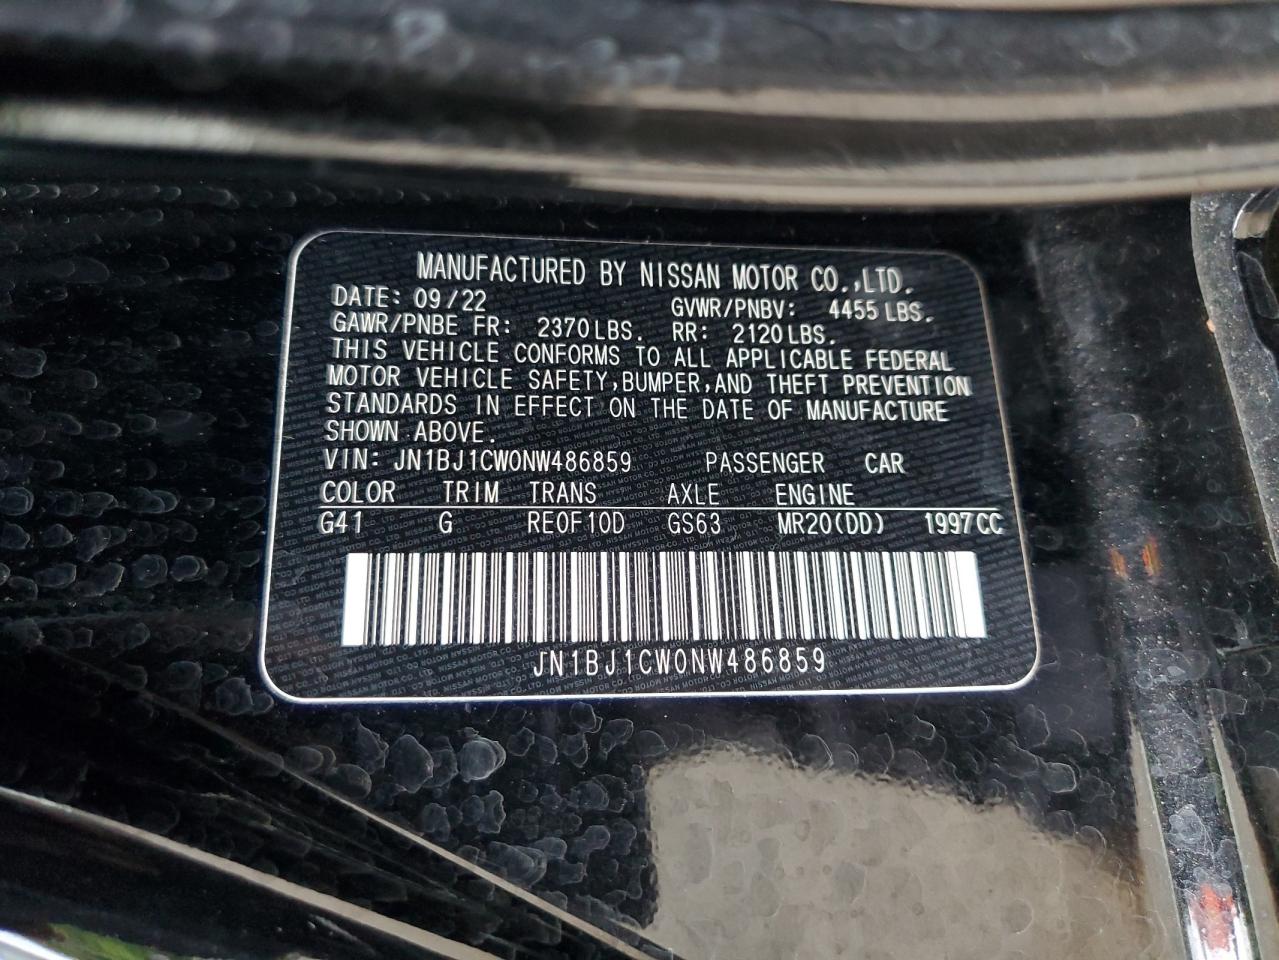 MANUFACTURED BY NISSAN MOTOR CO.,LTD.
DATE: 09/22 GVWR/PNBV: 4455 LBS.
GAWR/PNBE FR: 2370 LBS. RR: 2120 LBS.
THIS VEHICLE CONFORMS TO ALL APPLICABLE FEDERAL
MOTOR VEHICLE SAFETY,BUMPER,AND THEFT PREVENTION
STANDARDS IN EFFECT ON THE DATE OF MANUFACTURE
SHOWN ABOVE.
VIN: JN1BJ1CW0NW486859 PASSENGER CAR
COLOR TRIM TRANS AXLE ENGINE
G41 G RE0F10D GS63 MR20(DD) 1997CC
JN1BJ1CW0NW486859